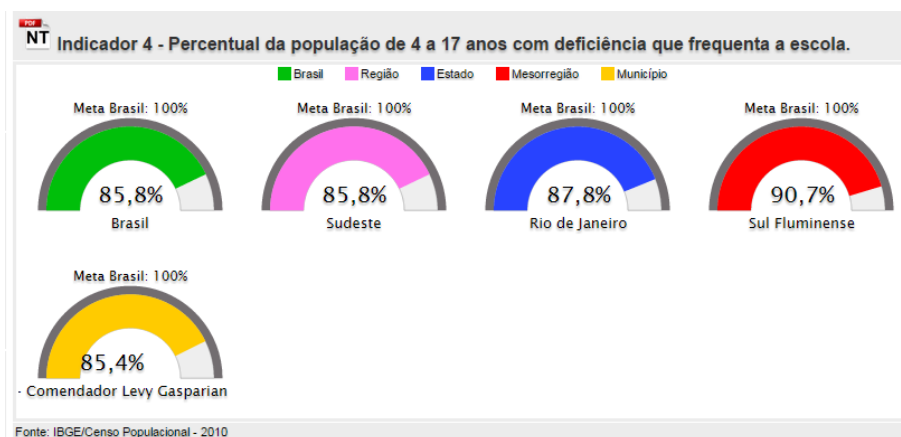 PDF
NT Indicador 4 - Percentual da população de 4 a 17 anos com deficiência que frequenta a escola.
Brasil Região Estado Mesorregião Município
Meta Brasil: 100% Meta Brasil: 100% Meta Brasil: 100% Meta Brasil: 100%
85,8% 85,8% 87,8% 90,7%
Brasil Sudeste Rio de Janeiro Sul Fluminense
Meta Brasil: 100%
85,4%
- Comendador Levy Gasparian
Fonte: IBGE/Censo Populacional - 2010